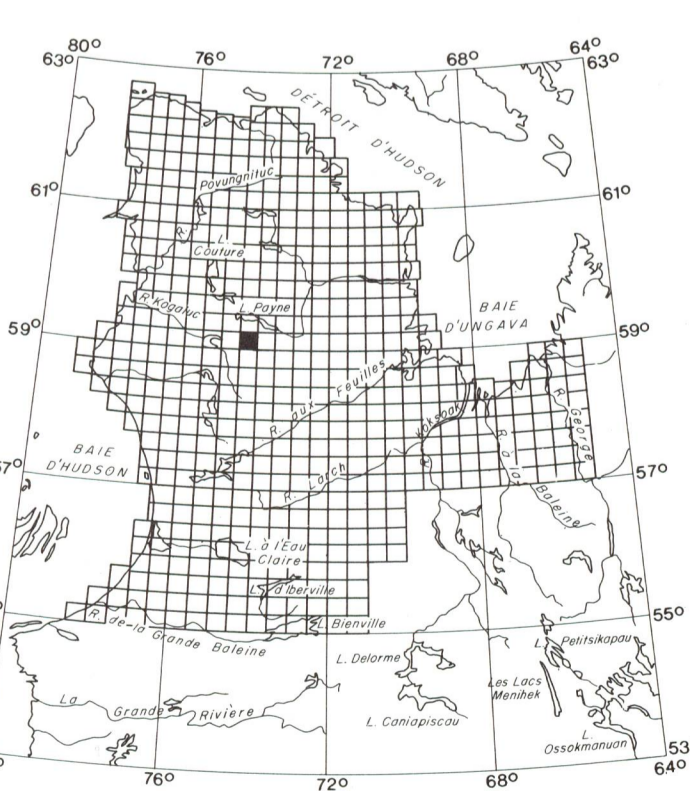 80°
76°
72°
68°
64°
63°
63°
DÉTROIT D'HUDSON
Povungnituc
R.
61°
61°
L.
Couture
R. Kogaluc
L. Payne
BAIE
D'UNGAVA
59°
59°
R. aux Feuilles
Koksoak
R.
R. George
R. à la
Baleine
BAIE
D'HUDSON
57°
57°
R. Larch
L. à l'Eau
Claire
L. d'Iberville
L. Bienville
R. de-la Grande Baleine
55°
L. Delorme
L. Petitsikapau
Les Lacs
Menihek
La Grande Rivière
L. Caniapiscau
L.
Ossokmanuan
53
76°
72°
68°
64°